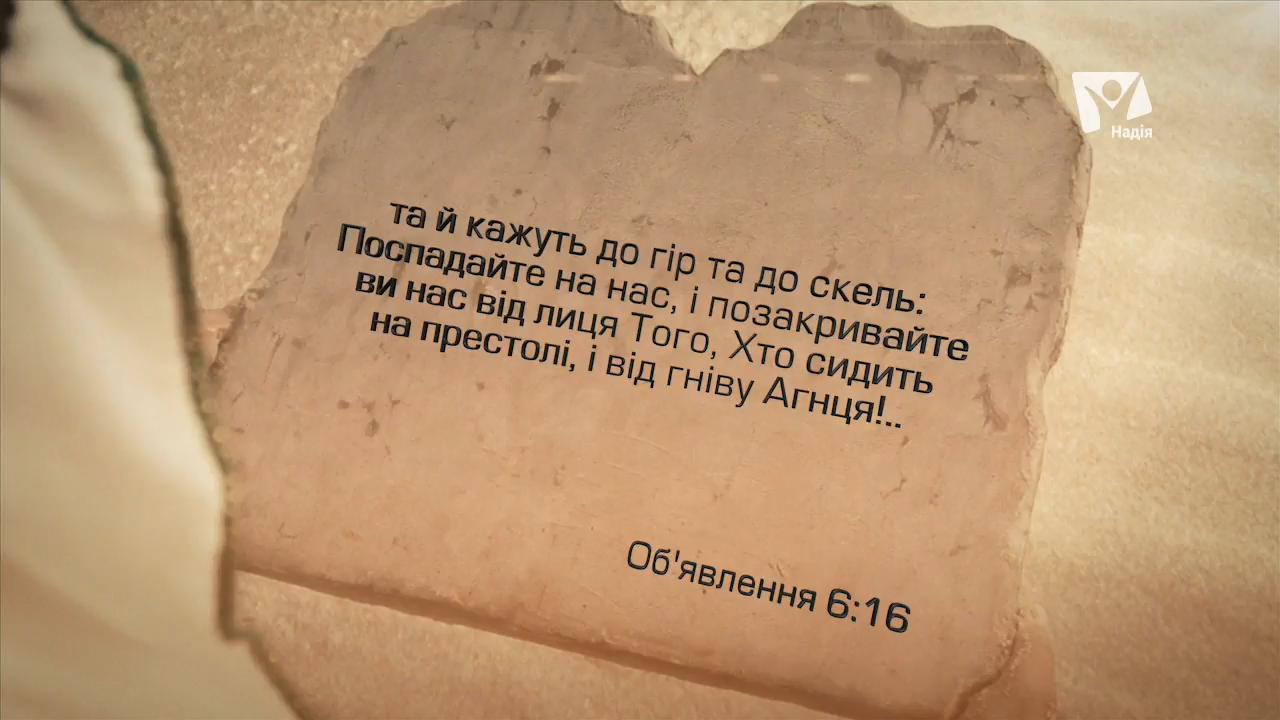 Надія
та й кажуть до гір та до скель:
Поспадайте на нас, і позакривайте
ви нас від лиця Того, Хто сидить
на престолі, і від гніву Агнця!..
Об'явлення 6:16